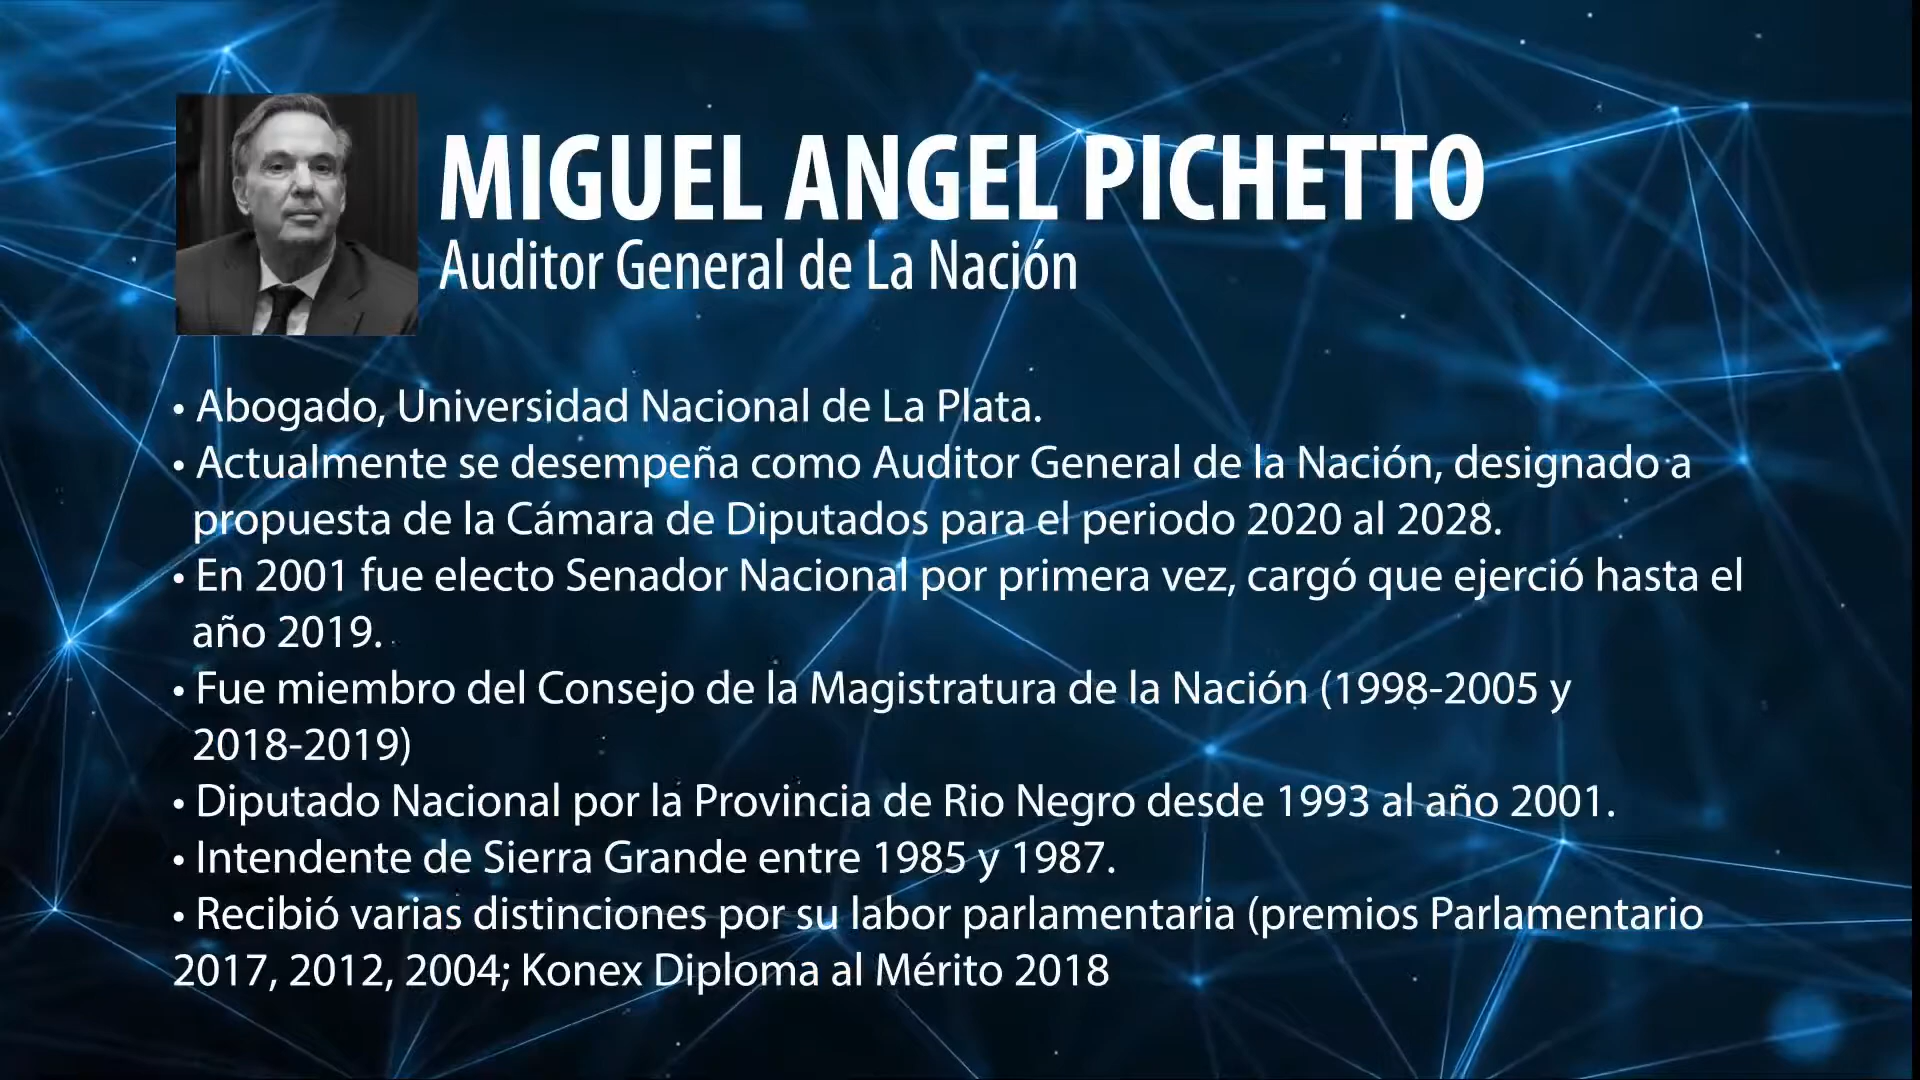 MIGUEL ANGEL PICHETTO
Auditor General de La Nación
• Abogado, Universidad Nacional de La Plata.
• Actualmente se desempeña como Auditor General de la Nación, designado a
propuesta de la Cámara de Diputados para el periodo 2020 al 2028.
• En 2001 fue electo Senador Nacional por primera vez, cargó que ejerció hasta el
año 2019.
• Fue miembro del Consejo de la Magistratura de la Nación (1998-2005 y
2018-2019)
• Diputado Nacional por la Provincia de Rio Negro desde 1993 al año 2001.
• Intendente de Sierra Grande entre 1985 y 1987.
• Recibió varias distinciones por su labor parlamentaria (premios Parlamentario
2017, 2012, 2004; Konex Diploma al Mérito 2018